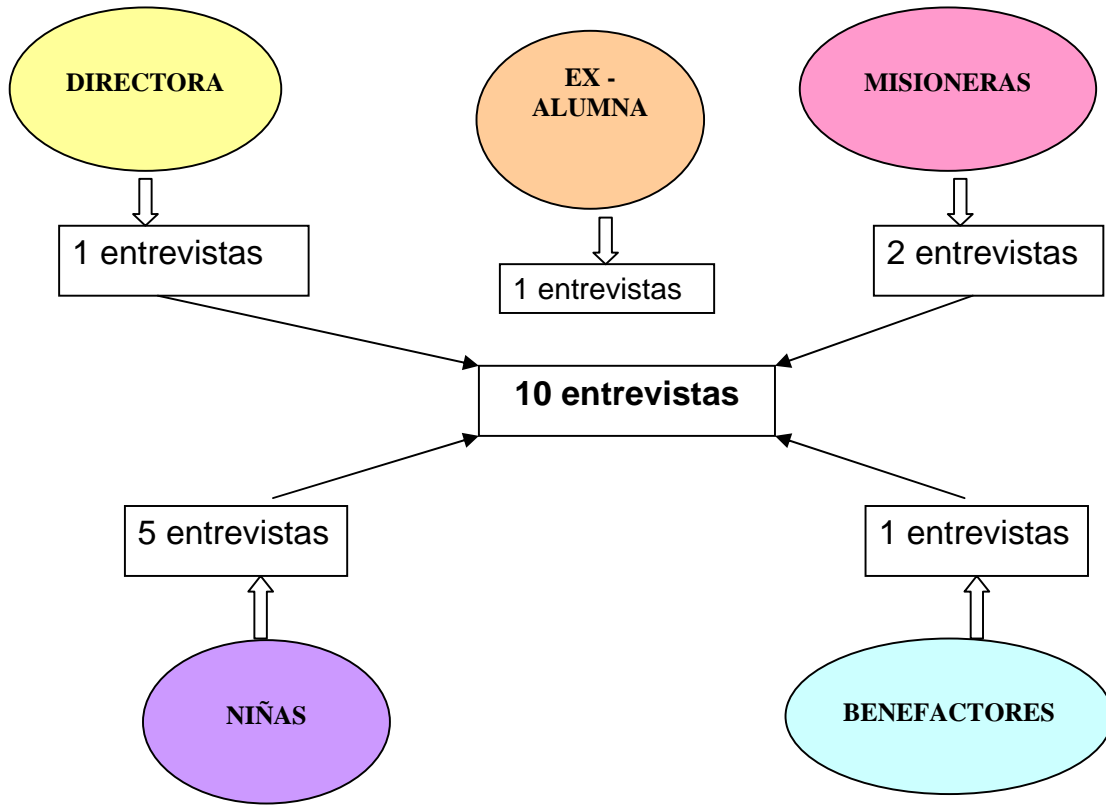 DIRECTORA
EX -
ALUMNA
MISIONERAS
1 entrevistas
1 entrevistas
2 entrevistas
10 entrevistas
5 entrevistas
1 entrevistas
NIÑAS
BENEFACTORES